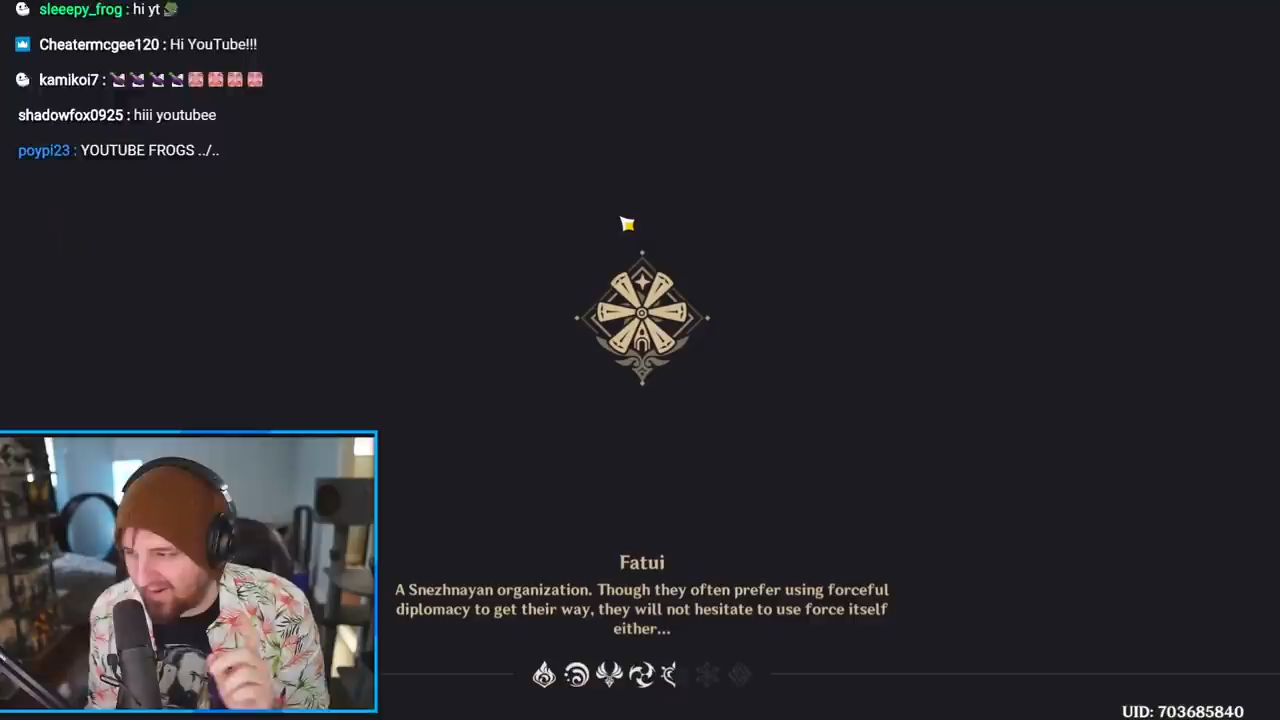 sleeepy_frog : hi yt
Cheatermcgee120 : Hi YouTube!!!
kamikoi7 :
shadowfox0925 : hiii youtubee
poypi23 : YOUTUBE FROGS ../..
Fatui
A Snezhnayan organization. Though they often prefer using forceful
diplomacy to get their way, they will not hesitate to use force itself
either...
UID: 703685840